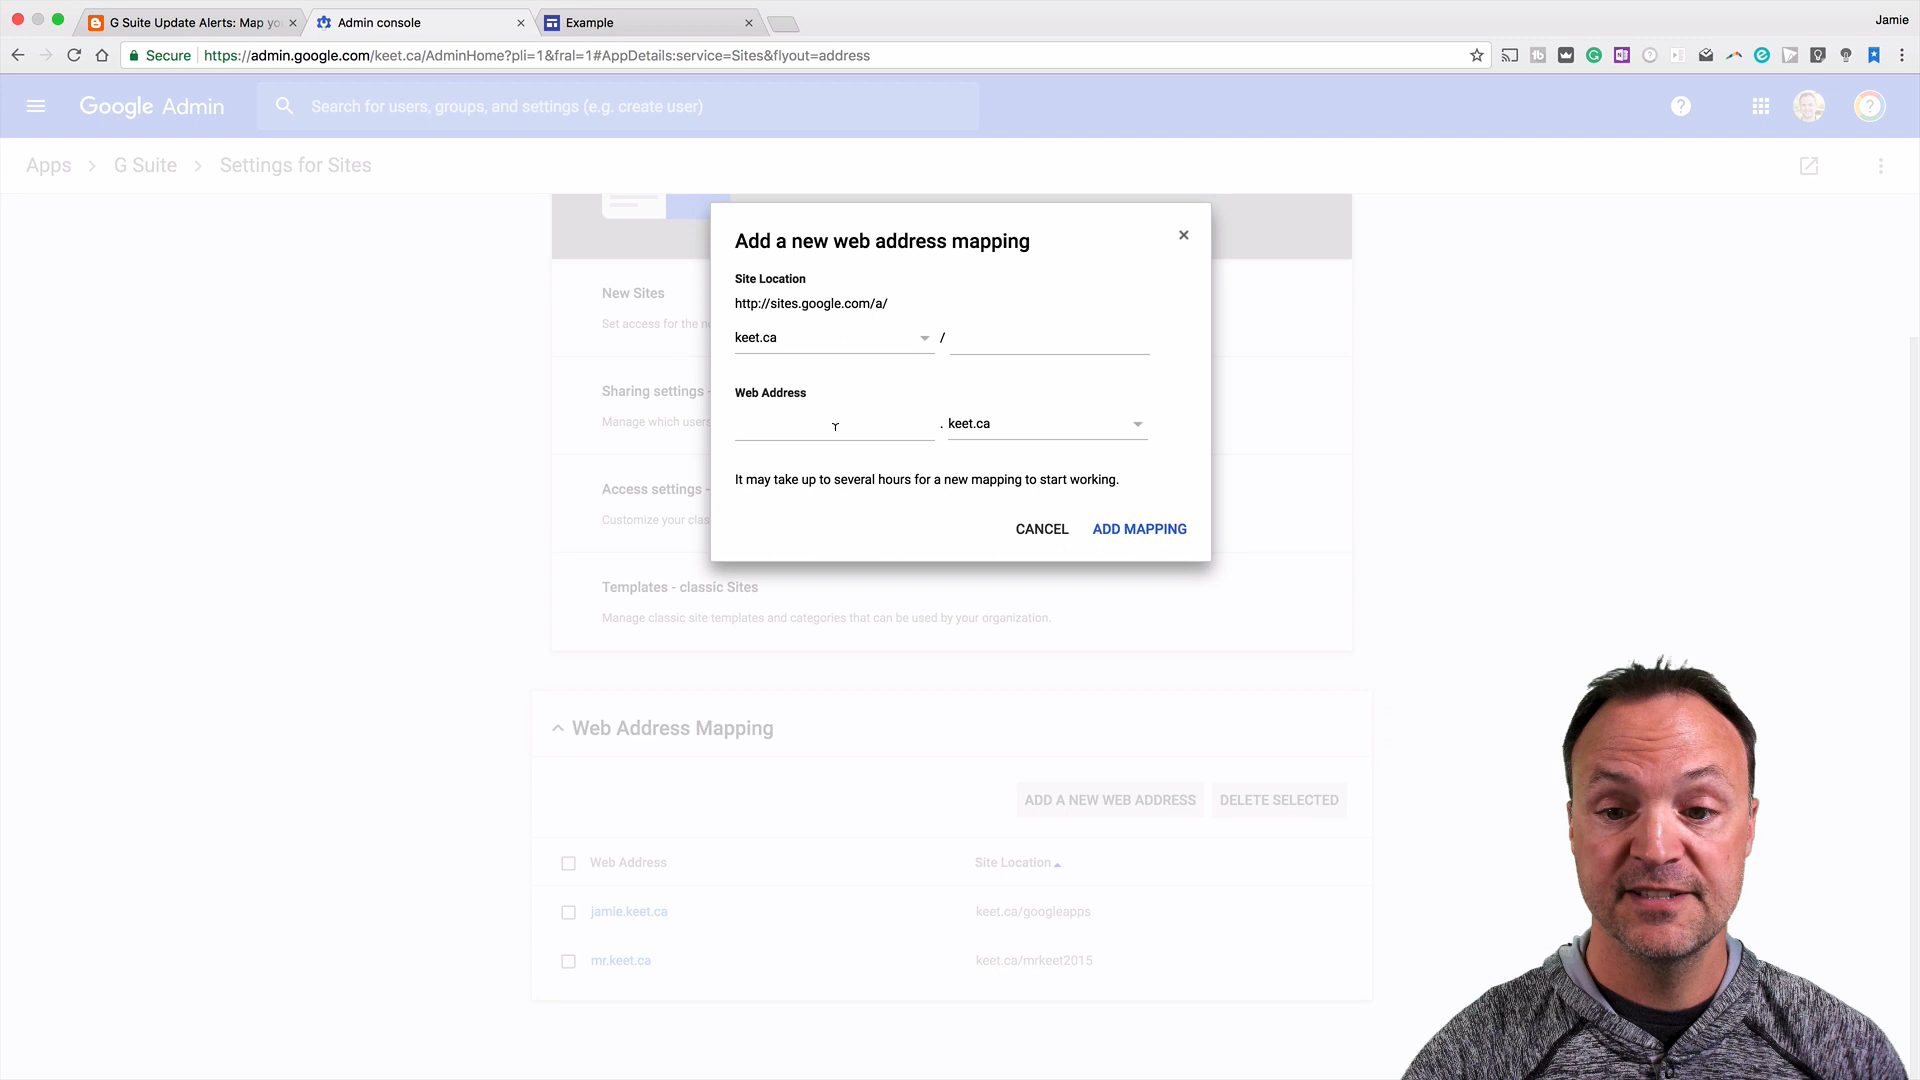 G Suite Update Alerts: Map yo
Admin console
Example
Jamie
Secure
https://admin.google.com/keet.ca/AdminHome?pli=1&fral=1#AppDetails:service=Sites&flyout=address
Google Admin
Search for users, groups, and settings (e.g. create user)
Apps > G Suite > Settings for Sites
Add a new web address mapping
Site Location
http://sites.google.com/a/
keet.ca /
Web Address
. keet.ca
It may take up to several hours for a new mapping to start working.
CANCEL ADD MAPPING
New Sites
Set access for the ne
Sharing settings -
Manage which users
Access settings -
Customize your clas
Templates - classic Sites
Manage classic site templates and categories that can be used by your organization.
Web Address Mapping
ADD A NEW WEB ADDRESS DELETE SELECTED
Web Address Site Location
jamie.keet.ca keet.ca/googleapps
mr.keet.ca keet.ca/mrkeet2015